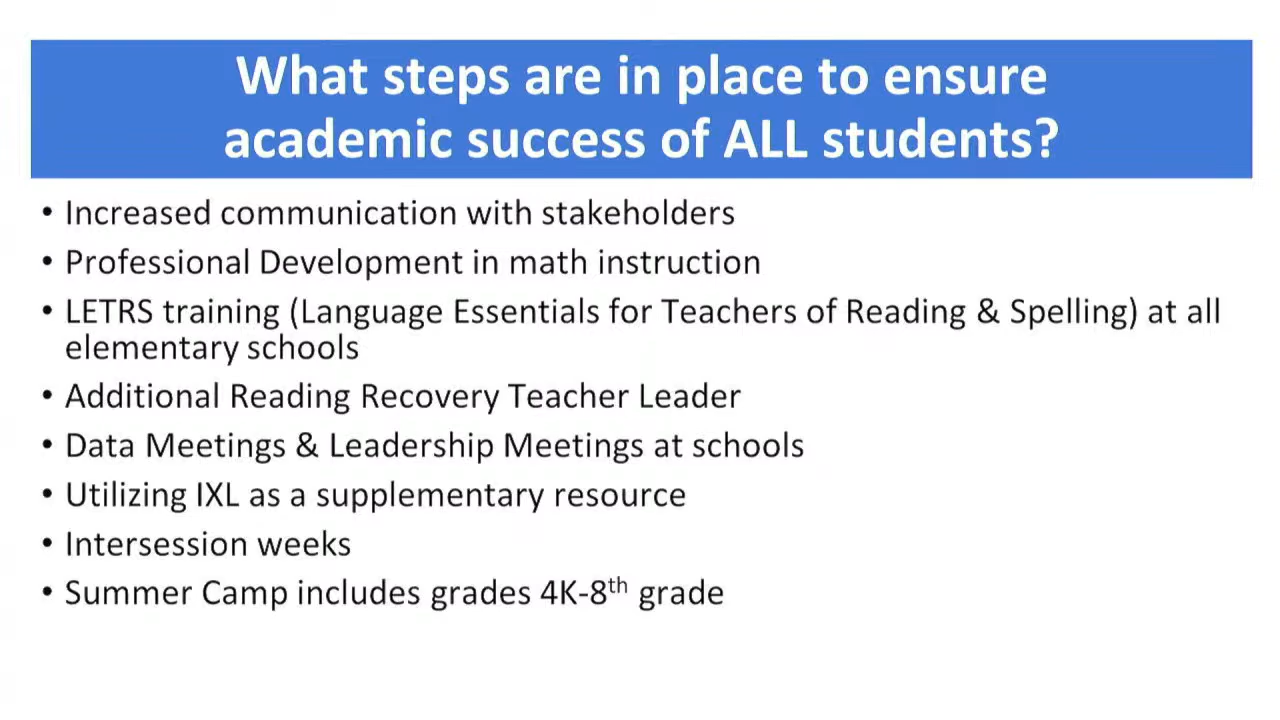 What steps are in place to ensure
academic success of ALL students?
• Increased communication with stakeholders
• Professional Development in math instruction
• LETRS training (Language Essentials for Teachers of Reading & Spelling) at all
elementary schools
• Additional Reading Recovery Teacher Leader
• Data Meetings & Leadership Meetings at schools
• Utilizing IXL as a supplementary resource
• Intersession weeks
• Summer Camp includes grades 4K-8th grade